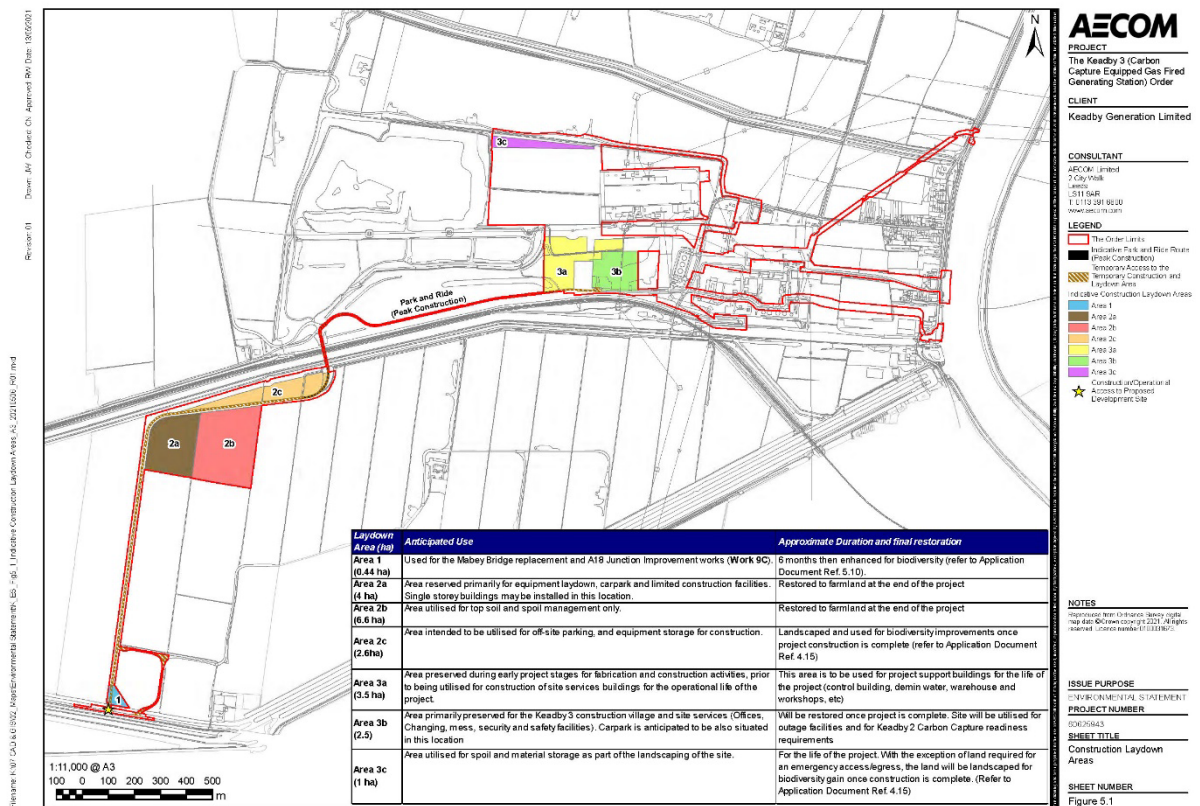 Revision: 01
N
3c
3a
3b
Park and Ride
(Peak Construction)
2c
2a
2b
1
1:11,000 @ A3
100 0 100 200 300 400 500
m
Laydown Area (ha)
Anticipated Use
Approximate Duration and final restoration
Area 1
(0.44 ha)
Used for the Mabey Bridge replacement and A18 Junction Improvement works (Work 9C).
6 months then enhanced for biodiversity (refer to Application
Document Ref. 5.10).
Area 2a
(4 ha)
Area reserved primarily for equipment laydown, carpark and limited construction facilities.
Single storey buildings may be installed in this location.
Restored to farmland at the end of the project
Area 2b
(6.6 ha)
Area utilised for top soil and spoil management only.
Restored to farmland at the end of the project
Area 2c
(2.6ha)
Area intended to be utilised for off-site parking, and equipment storage for construction.
Landscaped and used for biodiversity improvements once
project construction is complete (refer to Application Document
Ref. 4.15)
Area 3a
(3.5 ha)
Area preserved during early project stages for fabrication and construction activities, prior
to being utilised for construction of site services buildings for the operational life of the
project.
This area is to be used for project support buildings for the life of
the project (control building, demin water, warehouse and
workshops, etc)
Area 3b
(2.5)
Area primarily preserved for the Keadby 3 construction village and site services (Offices,
Changing, mess, security and safety facilities). Carpark is anticipated to be also situated
in this location
Will be restored once project is complete. Site will be utilised for
outage facilities and for Keadby 2 Carbon Capture readiness
requirements
Area 3c
(1 ha)
Area utilised for spoil and material storage as part of the landscaping of the site.
For the life of the project. With the exception of land required for
an emergency access/egress, the land will be landscaped for
biodiversity gain once construction is complete. (Refer to
Application Document Ref. 4.15)
AECOM
PROJECT
The Keadby 3 (Carbon
Capture Equipped Gas Fired
Generating Station) Order
CLIENT
Keadby Generation Limited
CONSULTANT
AECOM Limited
2 City Walk
Leeds
LS11 9AR
www.aecom.com
LEGEND
The Order Limits
Indicative Park and Ride Route
(Peak Construction)
Temporary Access to the
Temporary Construction and
Laydown Area
Indicative Construction Laydown Areas
Area 1
Area 2a
Area 2b
Area 2c
Area 3a
Area 3b
Area 3c
Construction/Operational
Access to Proposed
Development Site
NOTES
Reproduced from Ordnance Survey digital
map data © Crown copyright 2021. All rights
reserved. Licence number
ISSUE PURPOSE
ENVIRONMENTAL STATEMENT
PROJECT NUMBER
SHEET TITLE
Construction Laydown
Areas
SHEET NUMBER
Figure 5.1